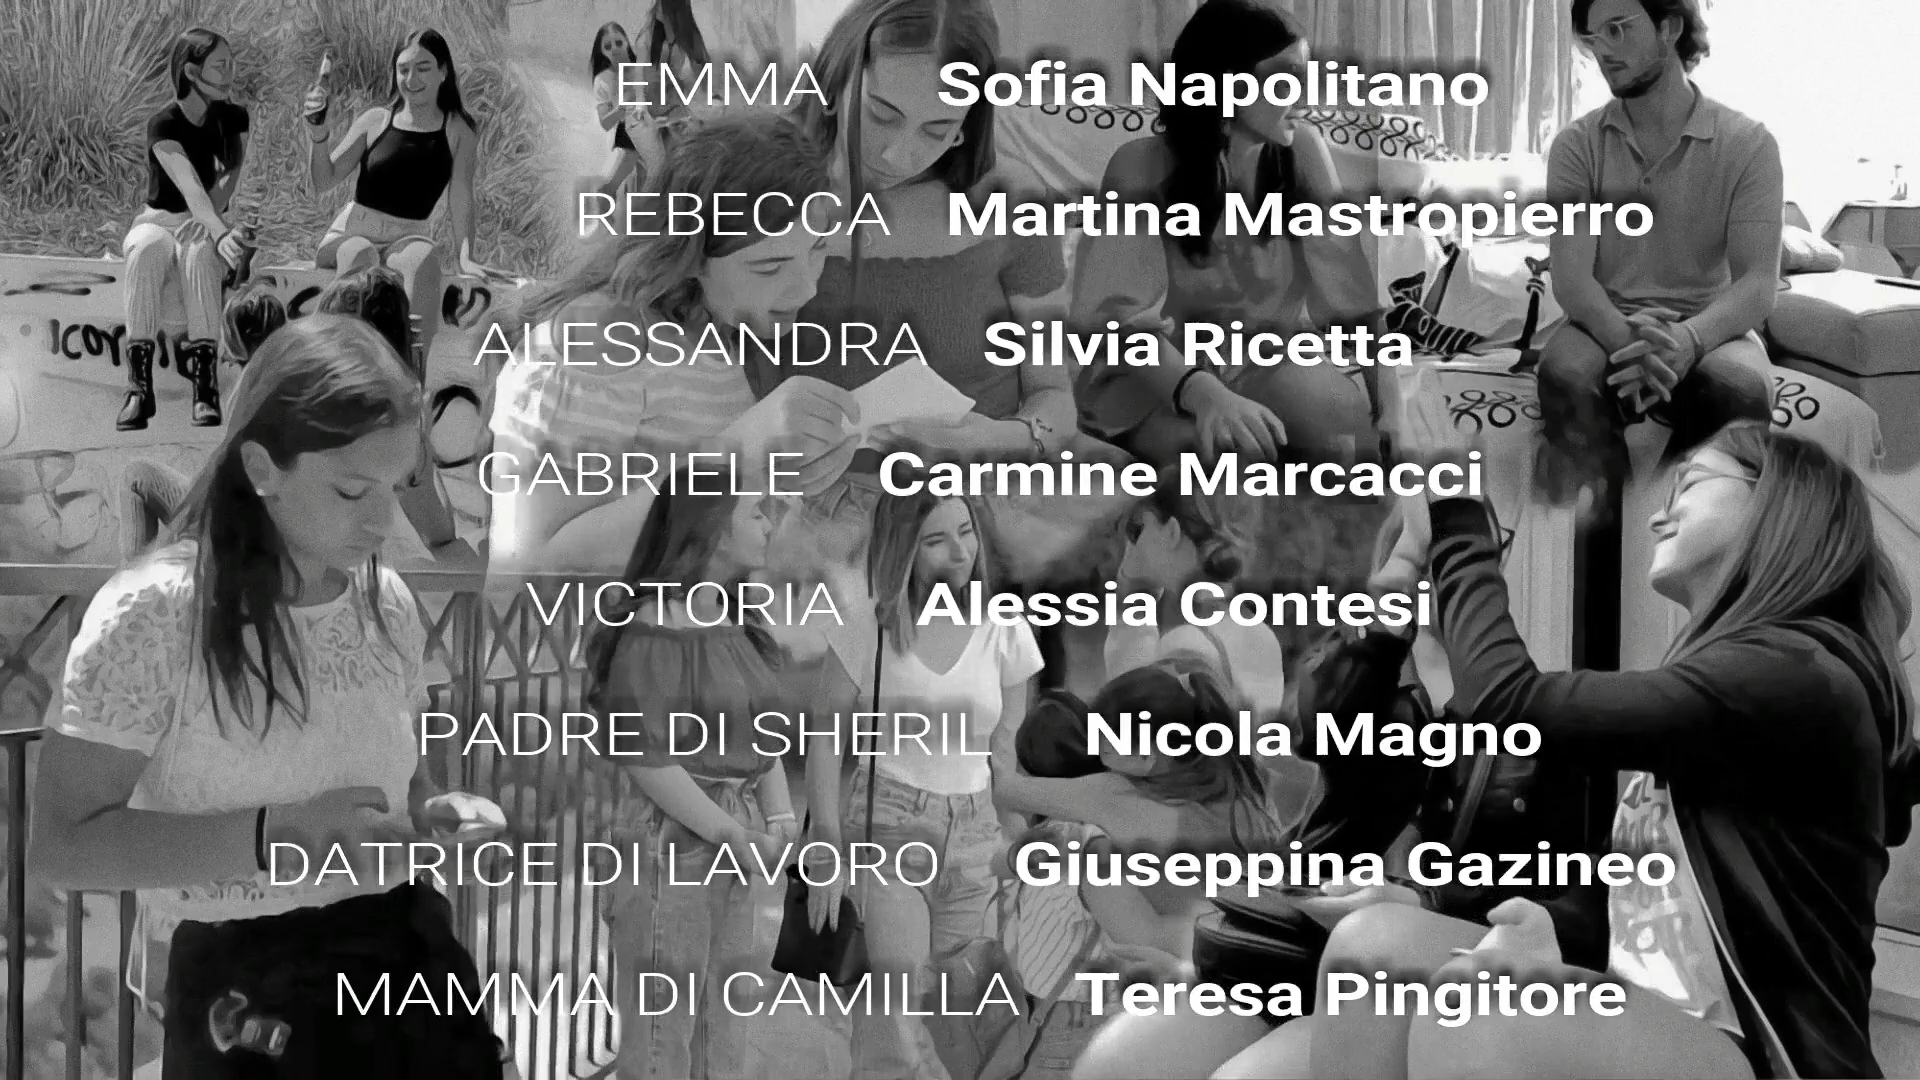 EMMA Sofia Napolitano
REBECCA Martina Mastropierro
ALESSANDRA Silvia Ricetta
GABRIELE Carmine Marcacci
VICTORIA Alessia Contesi
PADRE DI SHERIL Nicola Magno
DATRICE DI LAVORO Giuseppina Gazineo
MAMMA DI CAMILLA Teresa Pingitore